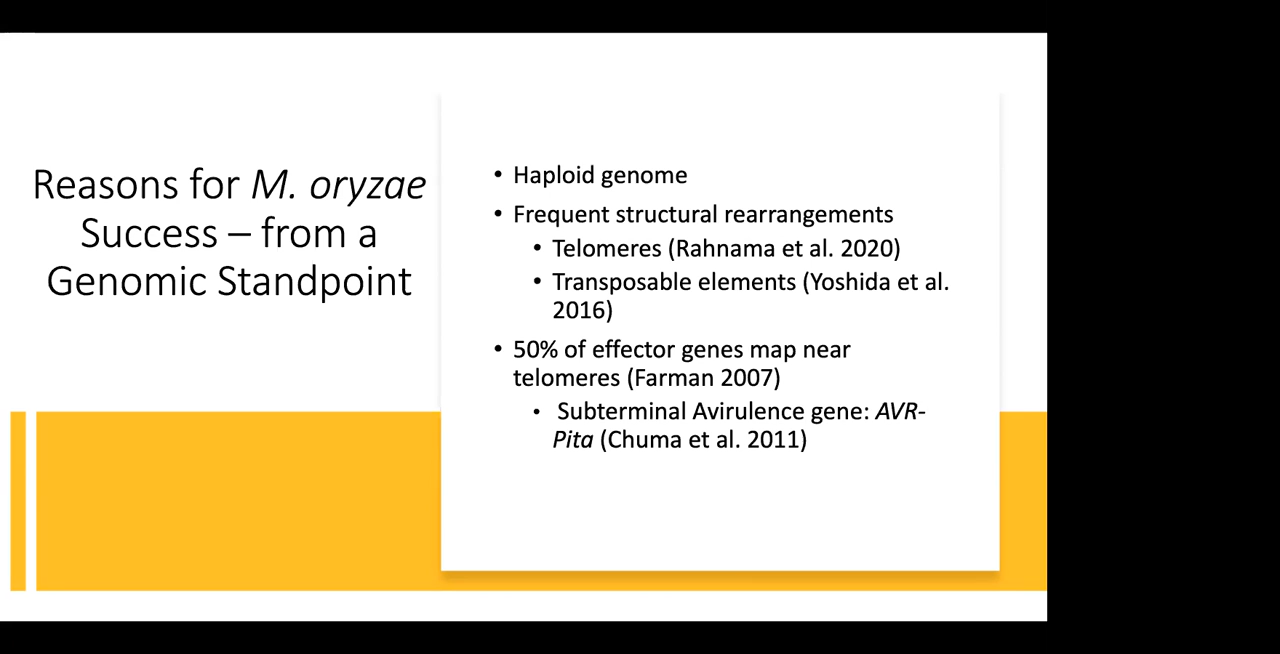 Reasons for M. oryzae
Success – from a
Genomic Standpoint
• Haploid genome
• Frequent structural rearrangements
• Telomeres (Rahnama et al. 2020)
• Transposable elements (Yoshida et al.
2016)
• 50% of effector genes map near
telomeres (Farman 2007)
• Subterminal Avirulence gene: AVR-
Pita (Chuma et al. 2011)